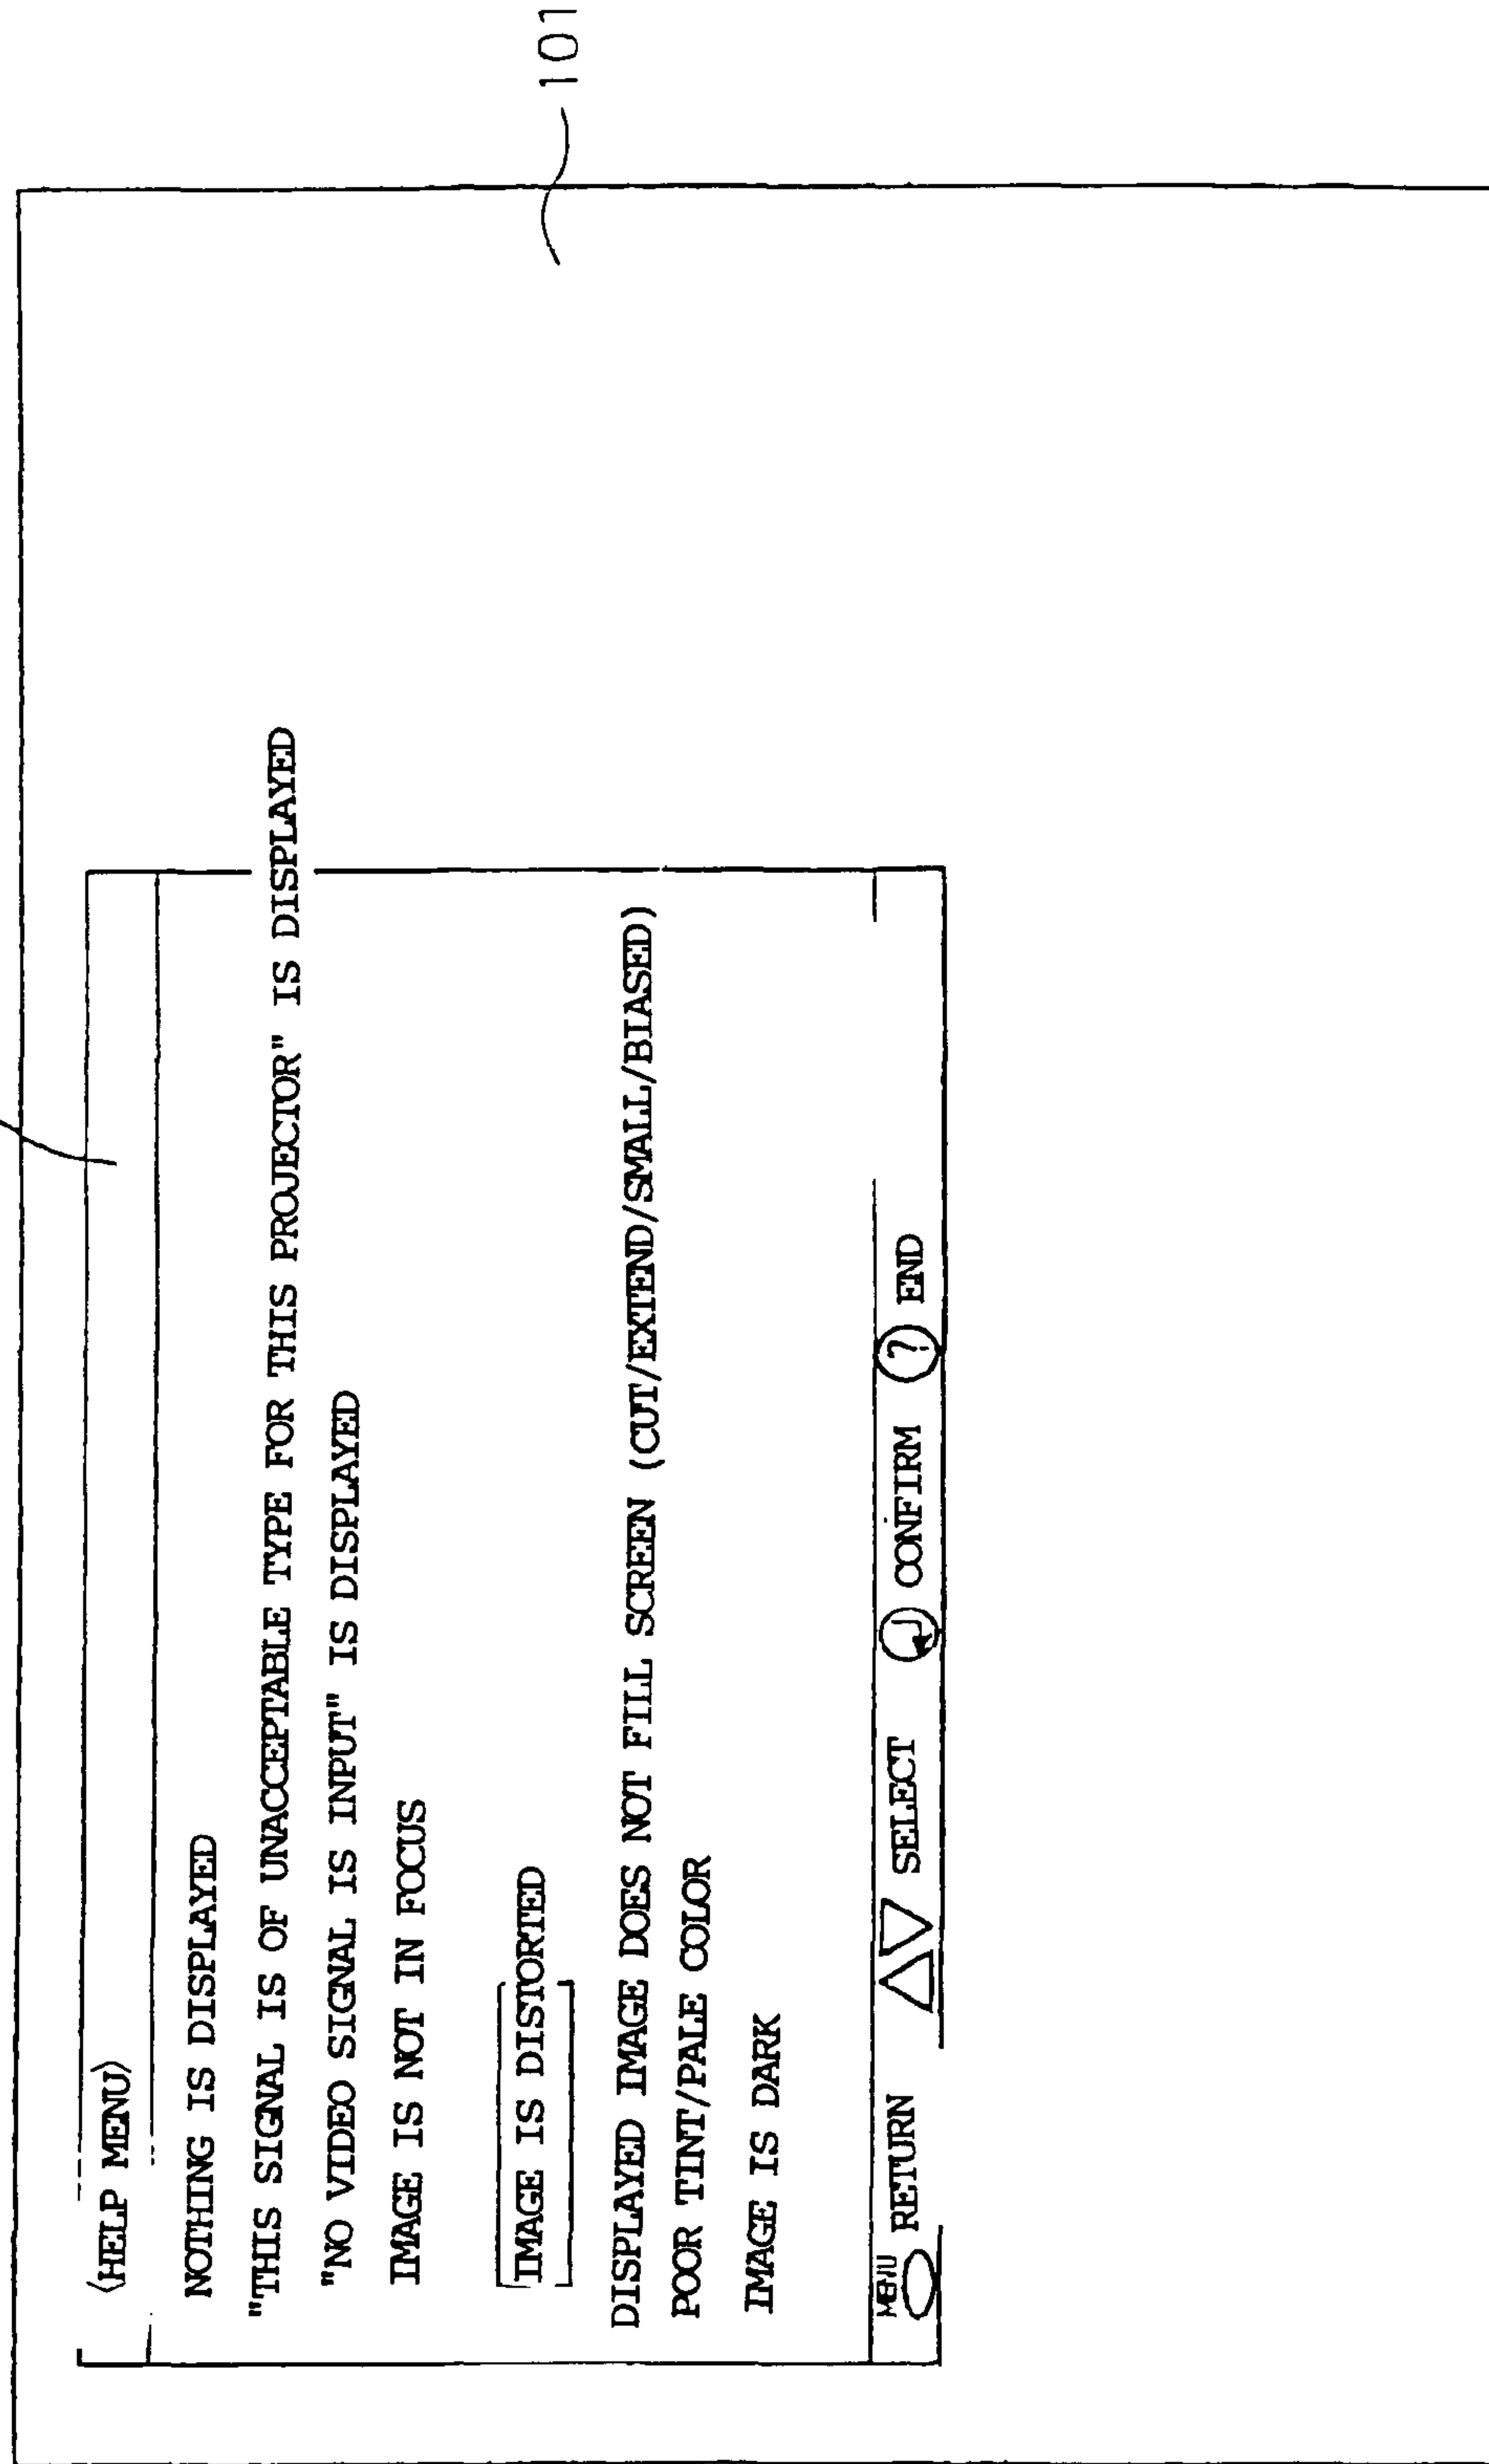 101
〈HELP MENU〉
NOTHING IS DISPLAYED
"THIS SIGNAL IS OF UNACCEPTABLE TYPE FOR THIS PROJECTOR" IS DISPLAYED
"NO VIDEO SIGNAL IS INPUT" IS DISPLAYED
IMAGE IS NOT IN FOCUS
IMAGE IS DISTORTED
DISPLAYED IMAGE DOES NOT FILL SCREEN (CUT/EXTEND/SMALL/BIASED)
POOR TINT/PALE COLOR
IMAGE IS DARK
MENU RETURN SELECT CONFIRM ? END